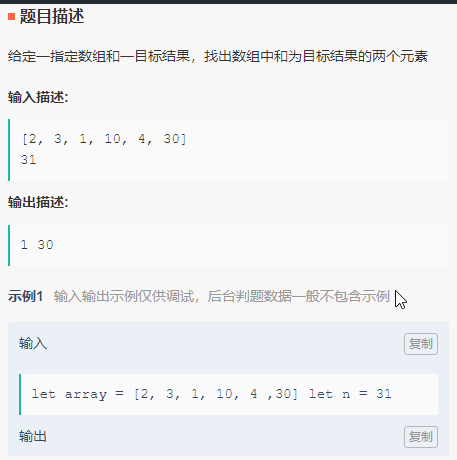 题目描述
给定一指定数组和一目标结果，找出数组中和为目标结果的两个元素
输入描述:
[2, 3, 1, 10, 4, 30]
31
输出描述:
1 30
示例1 输入输出示例仅供调试，后台判题数据一般不包含示例
输入 复制
let array = [2, 3, 1, 10, 4 ,30] let n = 31
输出 复制